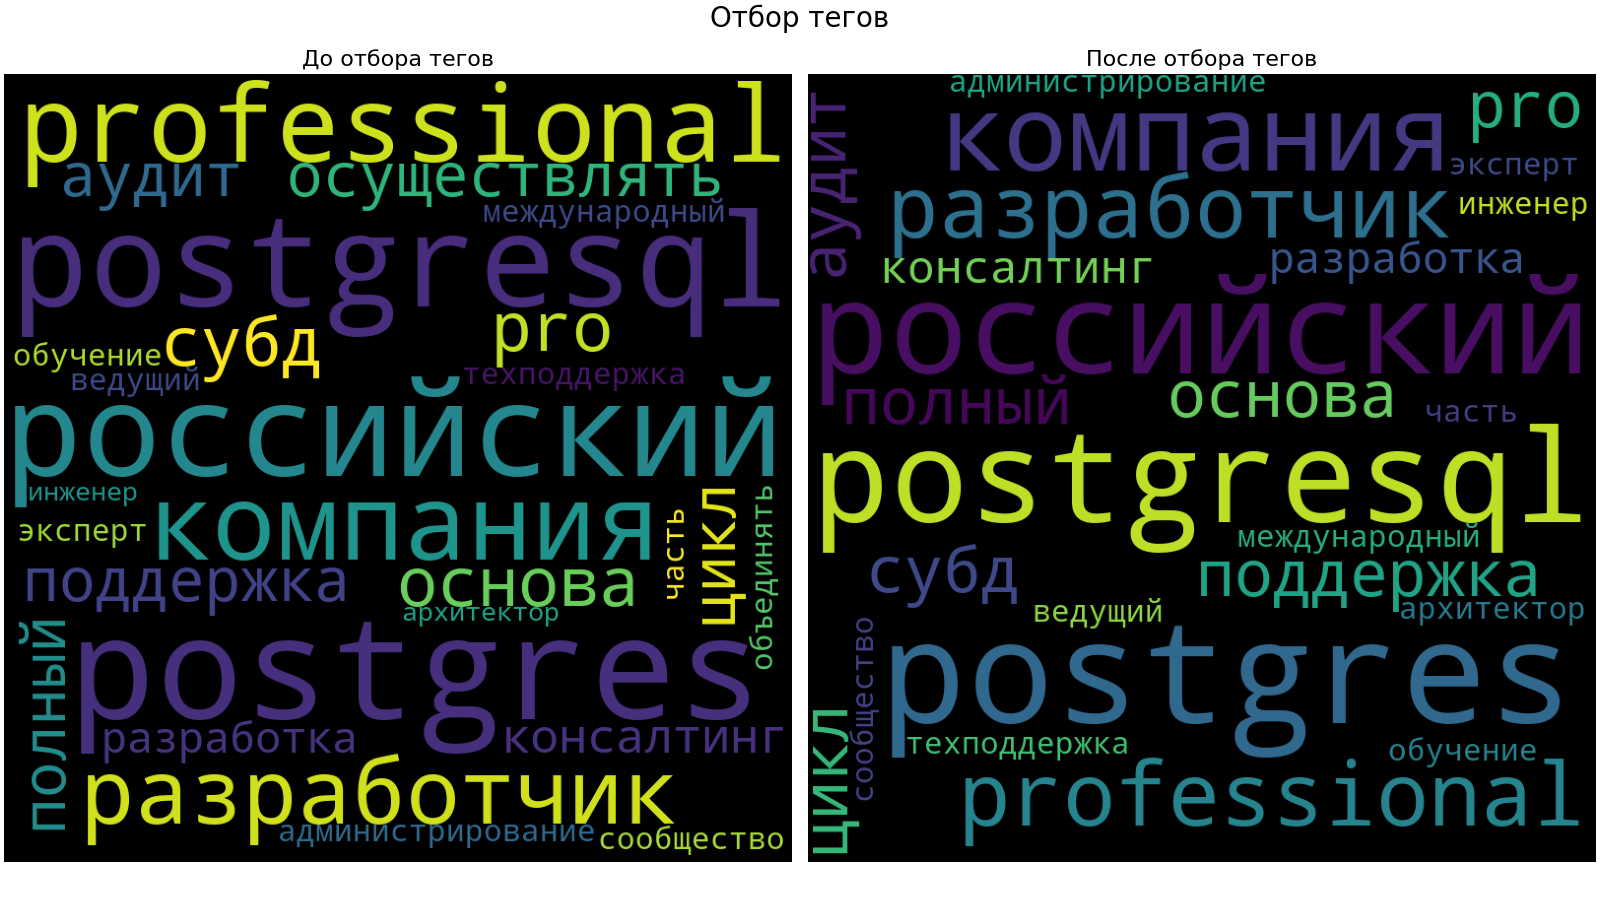 Отбор тегов
До отбора тегов
professional
аудит
осуществлять
международный
postgresql
pro
субд
обучение
ведущий
техподдержка
российский
инженер
компания
эксперт
часть
цикл
объединять
поддержка
основа
архитектор
полный
postgres
разработка
консалтинг
разработчик
администрирование
сообщество
После отбора тегов
администрирование
pro
аудит
компания
эксперт
разработчик
инженер
консалтинг
разработка
российский
полный
основа
часть
postgresql
международный
субд
поддержка
ведущий
архитектор
сообщество
postgres
цикл
техподдержка
обучение
professional